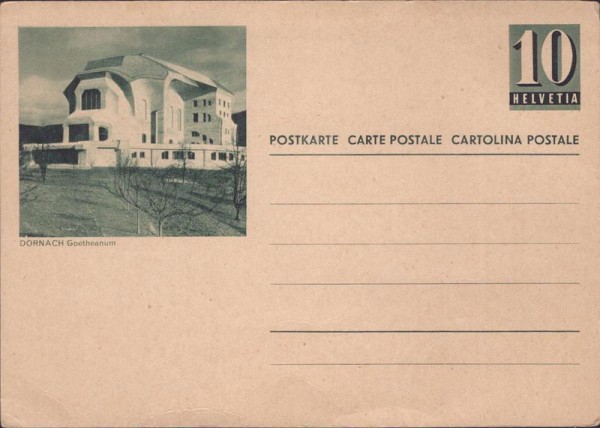 10
HELVETIA
POSTKARTE CARTE POSTALE CARTOLINA POSTALE
DORNACH Goetheanum